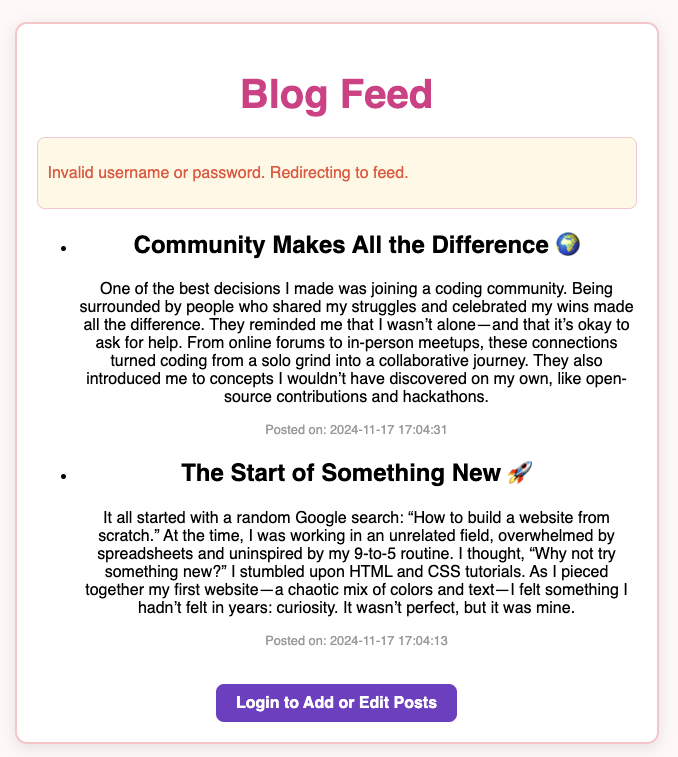 Blog Feed
Invalid username or password. Redirecting to feed.
Community Makes All the Difference 🌍
One of the best decisions I made was joining a coding community. Being
surrounded by people who shared my struggles and celebrated my wins made
all the difference. They reminded me that I wasn’t alone—and that it’s okay to
ask for help. From online forums to in-person meetups, these connections
turned coding from a solo grind into a collaborative journey. They also
introduced me to concepts I wouldn’t have discovered on my own, like open-
source contributions and hackathons.
Posted on: 2024-11-17 17:04:31
The Start of Something New 🚀
It all started with a random Google search: “How to build a website from
scratch.” At the time, I was working in an unrelated field, overwhelmed by
spreadsheets and uninspired by my 9-to-5 routine. I thought, “Why not try
something new?” I stumbled upon HTML and CSS tutorials. As I pieced
together my first website—a chaotic mix of colors and text—I felt something I
hadn’t felt in years: curiosity. It wasn’t perfect, but it was mine.
Posted on: 2024-11-17 17:04:13
Login to Add or Edit Posts